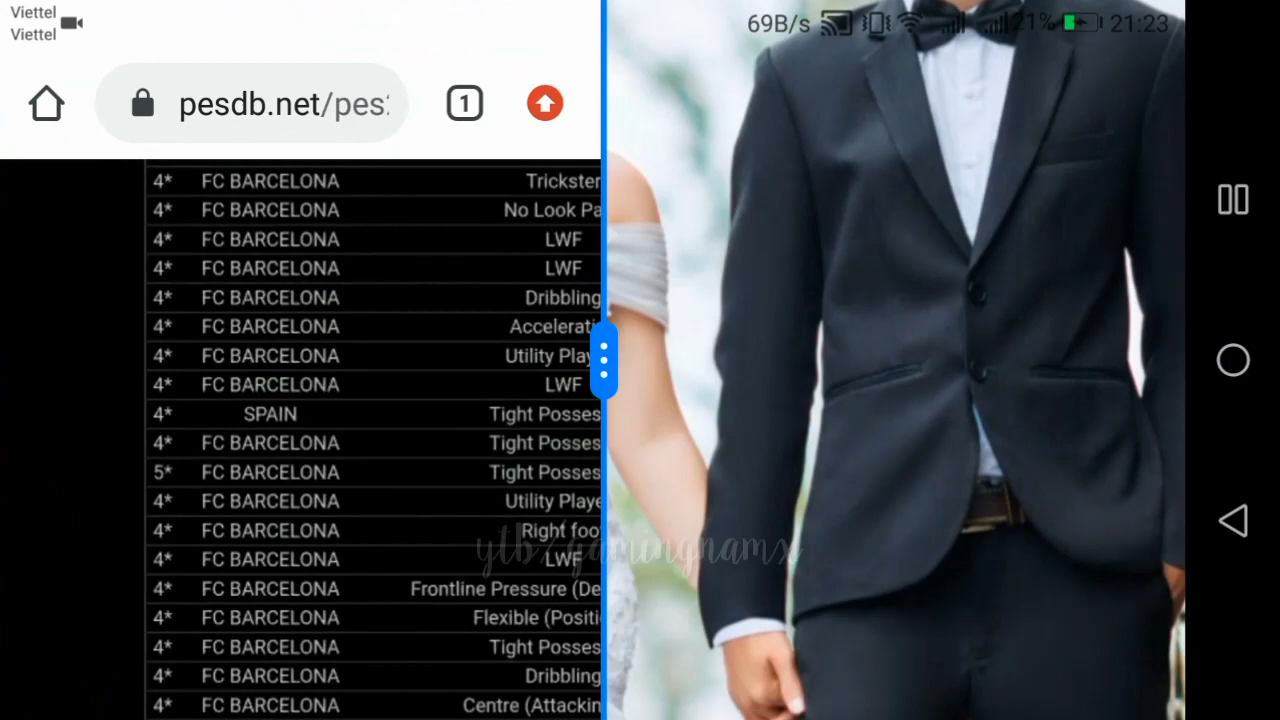 Viettel
Viettel
69B/s 21% 21:23
pesdb.net/pes
1
4* FC BARCELONA Trickster
4* FC BARCELONA No Look Pa
4* FC BARCELONA LWF
4* FC BARCELONA LWF
4* FC BARCELONA Dribbling
4* FC BARCELONA Accelerati
4* FC BARCELONA Utility Play
4* FC BARCELONA LWF
4* SPAIN Tight Posses
4* FC BARCELONA Tight Posses
5* FC BARCELONA Tight Posses
4* FC BARCELONA Utility Playe
4* FC BARCELONA Right foo
4* FC BARCELONA LWF
ytb/gamingnamx
4* FC BARCELONA Frontline Pressure (De
4* FC BARCELONA Flexible (Positi
4* FC BARCELONA Tight Posses
4* FC BARCELONA Dribbling
4* FC BARCELONA Centre (Attackin